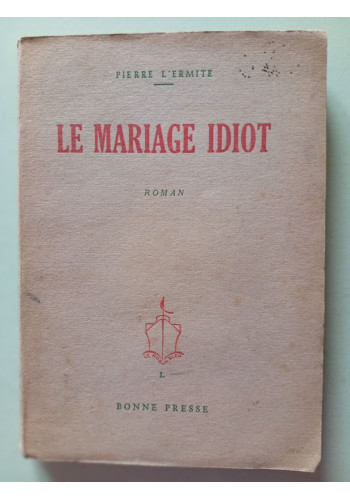 PIERRE L'ERMITE
LE MARIAGE IDIOT
ROMAN
L.
BONNE PRESSE